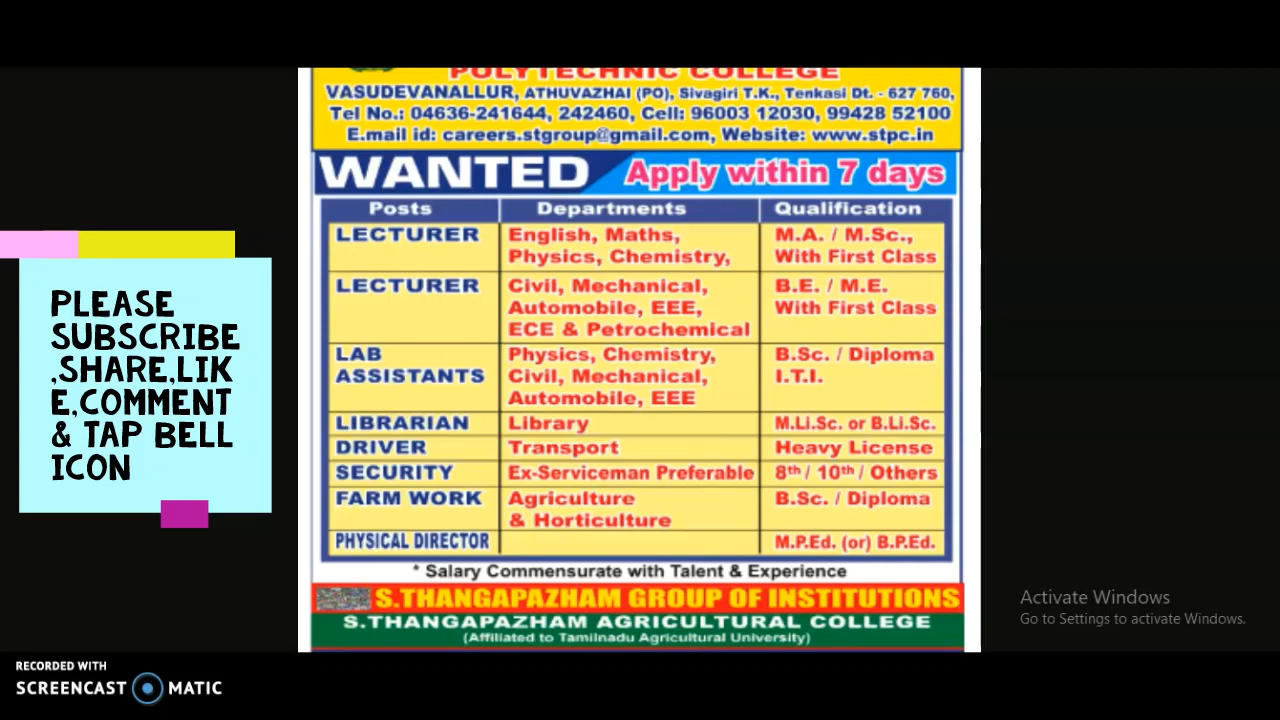 POLYTECHNIC COLLEGE
VASUDEVANALLUR, ATHUVAZHAI (PO), Sivagiri T.K., Tenkasi Dt. - 627 760,
Tel No.: 04636-241644, 242460, Cell: 96003 12030, 99428 52100
E.mail id: careers.stgroup@gmail.com, Website: www.stpc.in
WANTED Apply within 7 days
Posts Departments Qualification
LECTURER English, Maths, M.A. / M.Sc.,
Physics, Chemistry, With First Class
LECTURER Civil, Mechanical, B.E. / M.E.
Automobile, EEE, With First Class
ECE & Petrochemical
LAB Physics, Chemistry, B.Sc. / Diploma
ASSISTANTS Civil, Mechanical, I.T.I.
Automobile, EEE
LIBRARIAN Library M.Li.Sc. or B.Li.Sc.
DRIVER Transport Heavy License
SECURITY Ex-Serviceman Preferable 8th / 10th / Others
FARM WORK Agriculture B.Sc. / Diploma
& Horticulture
PHYSICAL DIRECTOR M.P.Ed. (or) B.P.Ed.
* Salary Commensurate with Talent & Experience
S.THANGAPAZHAM GROUP OF INSTITUTIONS
S.THANGAPAZHAM AGRICULTURAL COLLEGE
(Affiliated to Tamilnadu Agricultural University)
PLEASE
SUBSCRIBE
,SHARE,LIK
E,COMMENT
& TAP BELL
ICON
Activate Windows
Go to Settings to activate Windows.
RECORDED WITH
SCREENCAST MATIC